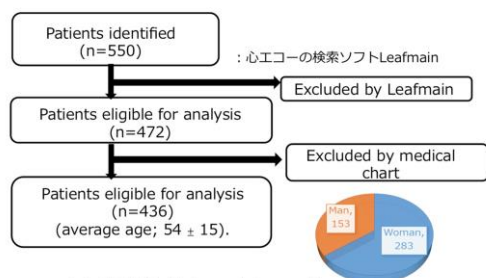 Patients identified
(n=550)
：心エコーの検索ソフトLeafmain
Excluded by Leafmain
Patients eligible for analysis
(n=472)
Excluded by medical
chart
Patients eligible for analysis
(n=436)
(average age; 54 ± 15).
Man,
153
Woman,
283